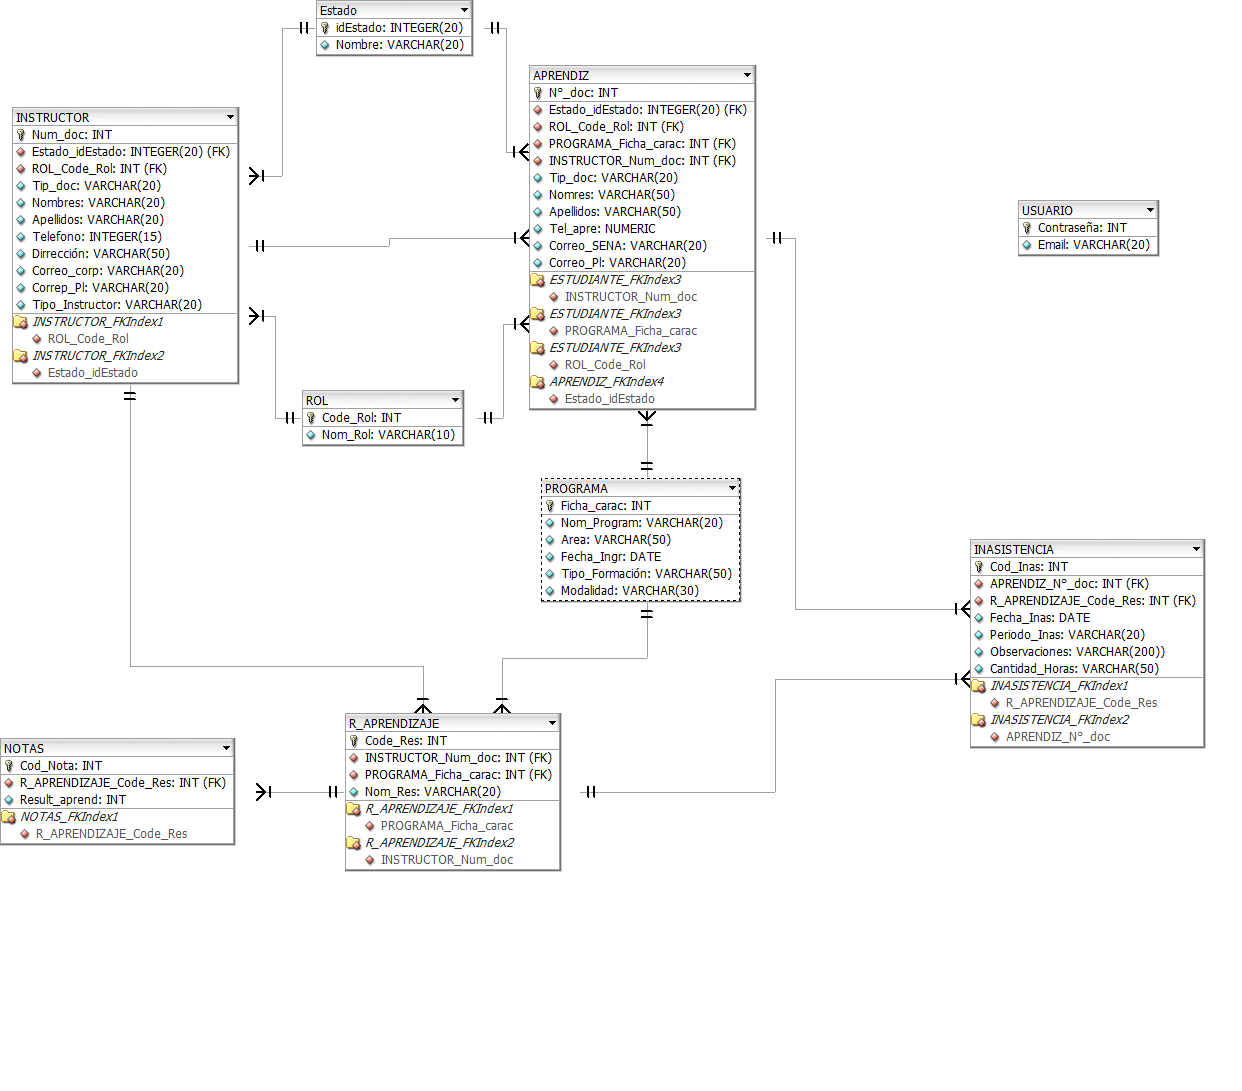 Estado
idEstado: INTEGER(20)
Nombre: VARCHAR(20)
APRENDIZ
N°_doc: INT
Estado_idEstado: INTEGER(20) (FK)
ROL_Code_Rol: INT (FK)
PROGRAMA_Ficha_carac: INT (FK)
INSTRUCTOR_Num_doc: INT (FK)
Tip_doc: VARCHAR(20)
Nomres: VARCHAR(50)
Apellidos: VARCHAR(50)
Tel_apre: NUMERIC
Correo_SENA: VARCHAR(20)
Correo_Pl: VARCHAR(20)
ESTUDIANTE_FKIndex3
INSTRUCTOR_Num_doc
ESTUDIANTE_FKIndex3
PROGRAMA_Ficha_carac
ESTUDIANTE_FKIndex3
ROL_Code_Rol
APRENDIZ_FKIndex4
Estado_idEstado
INSTRUCTOR
Num_doc: INT
Estado_idEstado: INTEGER(20) (FK)
ROL_Code_Rol: INT (FK)
Tip_doc: VARCHAR(20)
Nombres: VARCHAR(20)
Apellidos: VARCHAR(20)
Telefono: INTEGER(15)
Dirrección: VARCHAR(50)
Correo_corp: VARCHAR(20)
Correp_Pl: VARCHAR(20)
Tipo_Instructor: VARCHAR(20)
INSTRUCTOR_FKIndex1
ROL_Code_Rol
INSTRUCTOR_FKIndex2
Estado_idEstado
USUARIO
Contraseña: INT
Email: VARCHAR(20)
ROL
Code_Rol: INT
Nom_Rol: VARCHAR(10)
PROGRAMA
Ficha_carac: INT
Nom_Program: VARCHAR(20)
Area: VARCHAR(50)
Fecha_Ingr: DATE
Tipo_Formación: VARCHAR(50)
Modalidad: VARCHAR(30)
INASISTENCIA
Cod_Inas: INT
APRENDIZ_N°_doc: INT (FK)
R_APRENDIZAJE_Code_Res: INT (FK)
Fecha_Inas: DATE
Periodo_Inas: VARCHAR(20)
Observaciones: VARCHAR(200))
Cantidad_Horas: VARCHAR(50)
INASISTENCIA_FKIndex1
R_APRENDIZAJE_Code_Res
INASISTENCIA_FKIndex2
APRENDIZ_N°_doc
R_APRENDIZAJE
Code_Res: INT
INSTRUCTOR_Num_doc: INT (FK)
PROGRAMA_Ficha_carac: INT (FK)
Nom_Res: VARCHAR(20)
R_APRENDIZAJE_FKIndex1
PROGRAMA_Ficha_carac
R_APRENDIZAJE_FKIndex2
INSTRUCTOR_Num_doc
NOTAS
Cod_Nota: INT
R_APRENDIZAJE_Code_Res: INT (FK)
Result_aprend: INT
NOTAS_FKIndex1
R_APRENDIZAJE_Code_Res